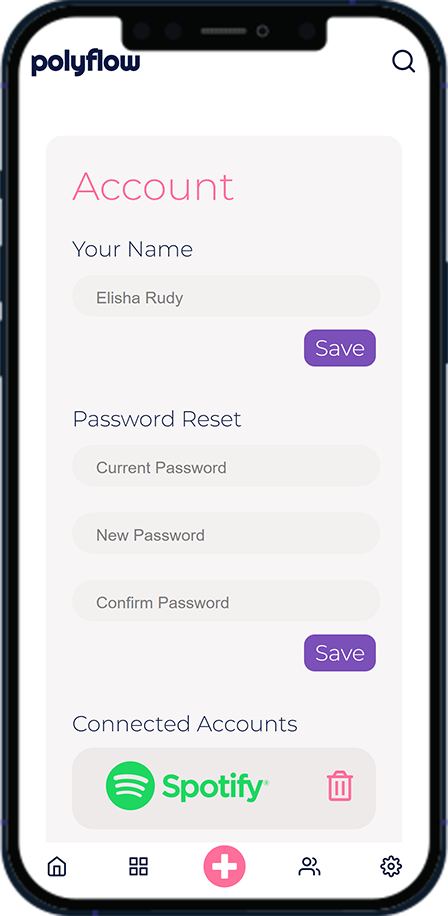 polyflow
Account
Your Name
Elisha Rudy
Save
Password Reset
Current Password
New Password
Confirm Password
Save
Connected Accounts
Spotify®